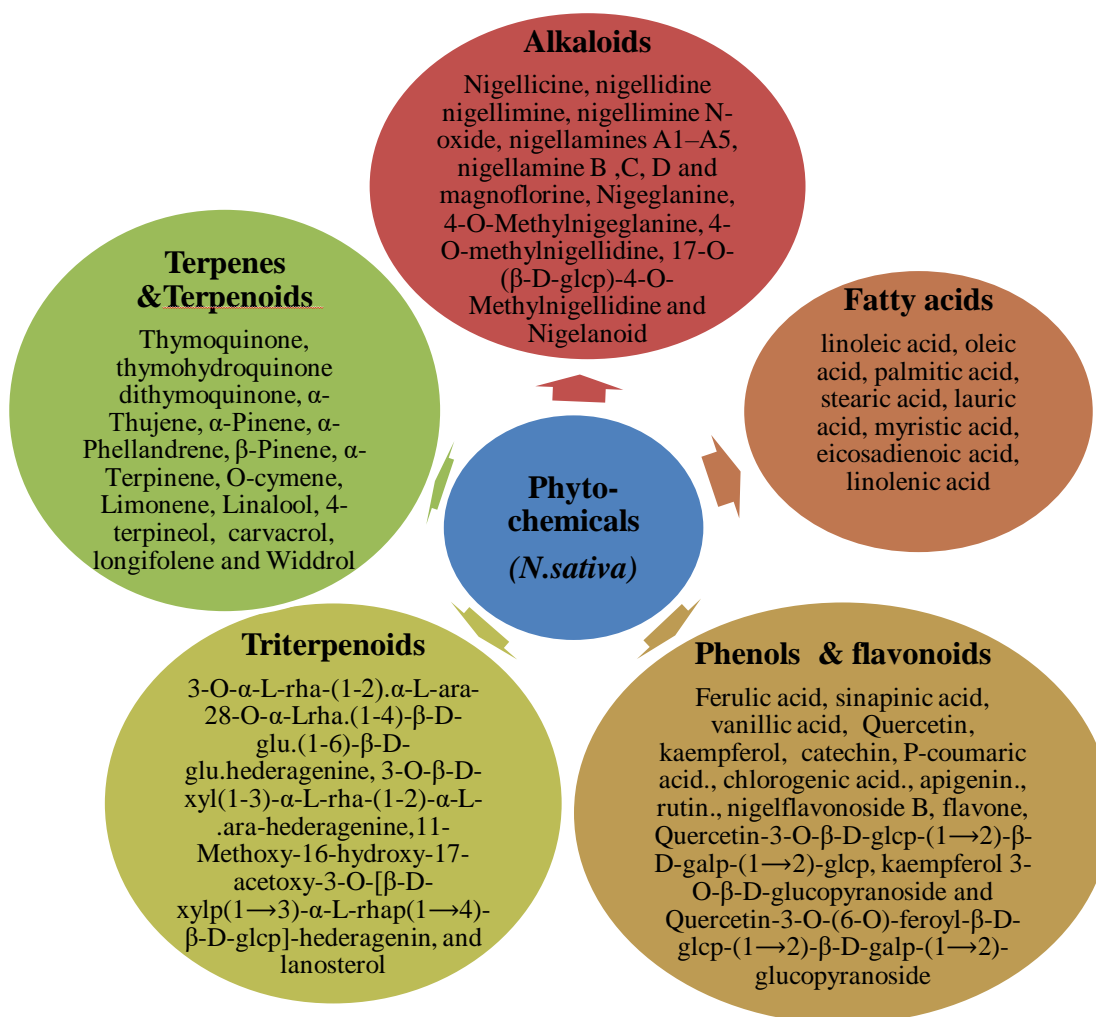 Alkaloids
Nigellicine, nigellidine
nigellimine, nigellimine N-
oxide, nigellamines A1–A5,
nigellamine B ,C, D and
magnoflorine, Nigeglanine,
4-O-Methylnigeglanine, 4-
O-methylnigellidine, 17-O-
(β-D-glcp)-4-O-
Methylnigellidine and
Nigelanoid
Terpenes
&Terpenoids
Thymoquinone,
thymohydroquinone
dithymoquinone, α-
Thujene, α-Pinene, α-
Phellandrene, β-Pinene, α-
Terpinene, O-cymene,
Limonene, Linalool, 4-
terpineol, carvacrol,
longifolene and Widdrol
Fatty acids
linoleic acid, oleic
acid, palmitic acid,
stearic acid, lauric
acid, myristic acid,
eicosadienoic acid,
linolenic acid
Phyto-
chemicals
(N.sativa)
Triterpenoids
3-O-α-L-rha-(1-2).α-L-ara-
28-O-α-Lrha.(1-4)-β-D-
glu.(1-6)-β-D-
glu.hederagenine, 3-O-β-D-
xyl(1-3)-α-L-rha-(1-2)-α-L-
.ara-hederagenine,11-
Methoxy-16-hydroxy-17-
acetoxy-3-O-[β-D-
xylp(1→3)-α-L-rhap(1→4)-
β-D-glcp]-hederagenin, and
lanosterol
Phenols & flavonoids
Ferulic acid, sinapinic acid,
vanillic acid, Quercetin,
kaempferol, catechin, P-coumaric
acid., chlorogenic acid., apigenin.,
rutin., nigelflavonoside B, flavone,
Quercetin-3-O-β-D-glcp-(1→2)-β-
D-galp-(1→2)-glcp, kaempferol 3-
O-β-D-glucopyranoside and
Quercetin-3-O-(6-O)-feroyl-β-D-
glcp-(1→2)-β-D-galp-(1→2)-
glucopyranoside